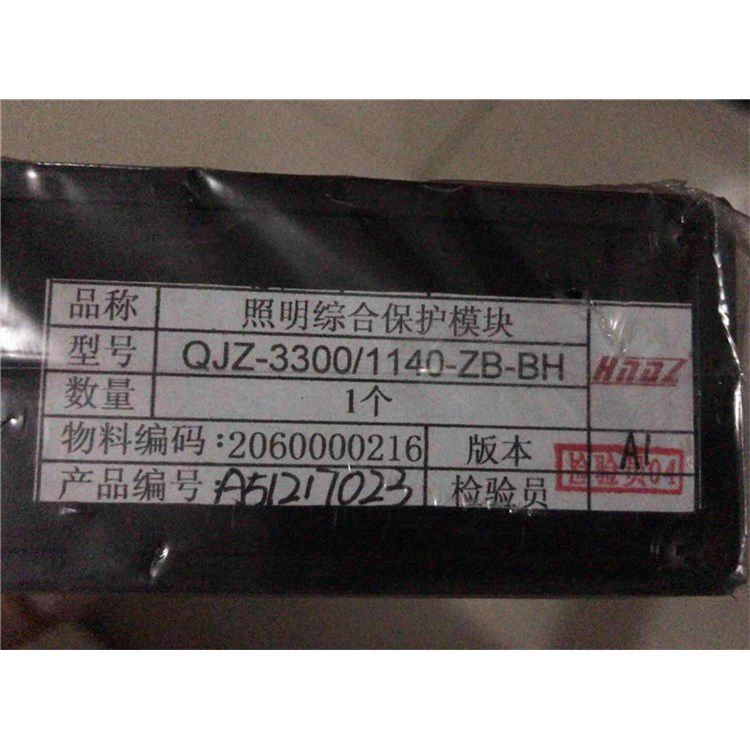 品称 照明综合保护模块
型号 QJZ-3300/1140-ZB-BH
数量 1个
HNDZ
物料编码:2060000216 版本 A1
产品编号:A51217023 检验员 检验员04